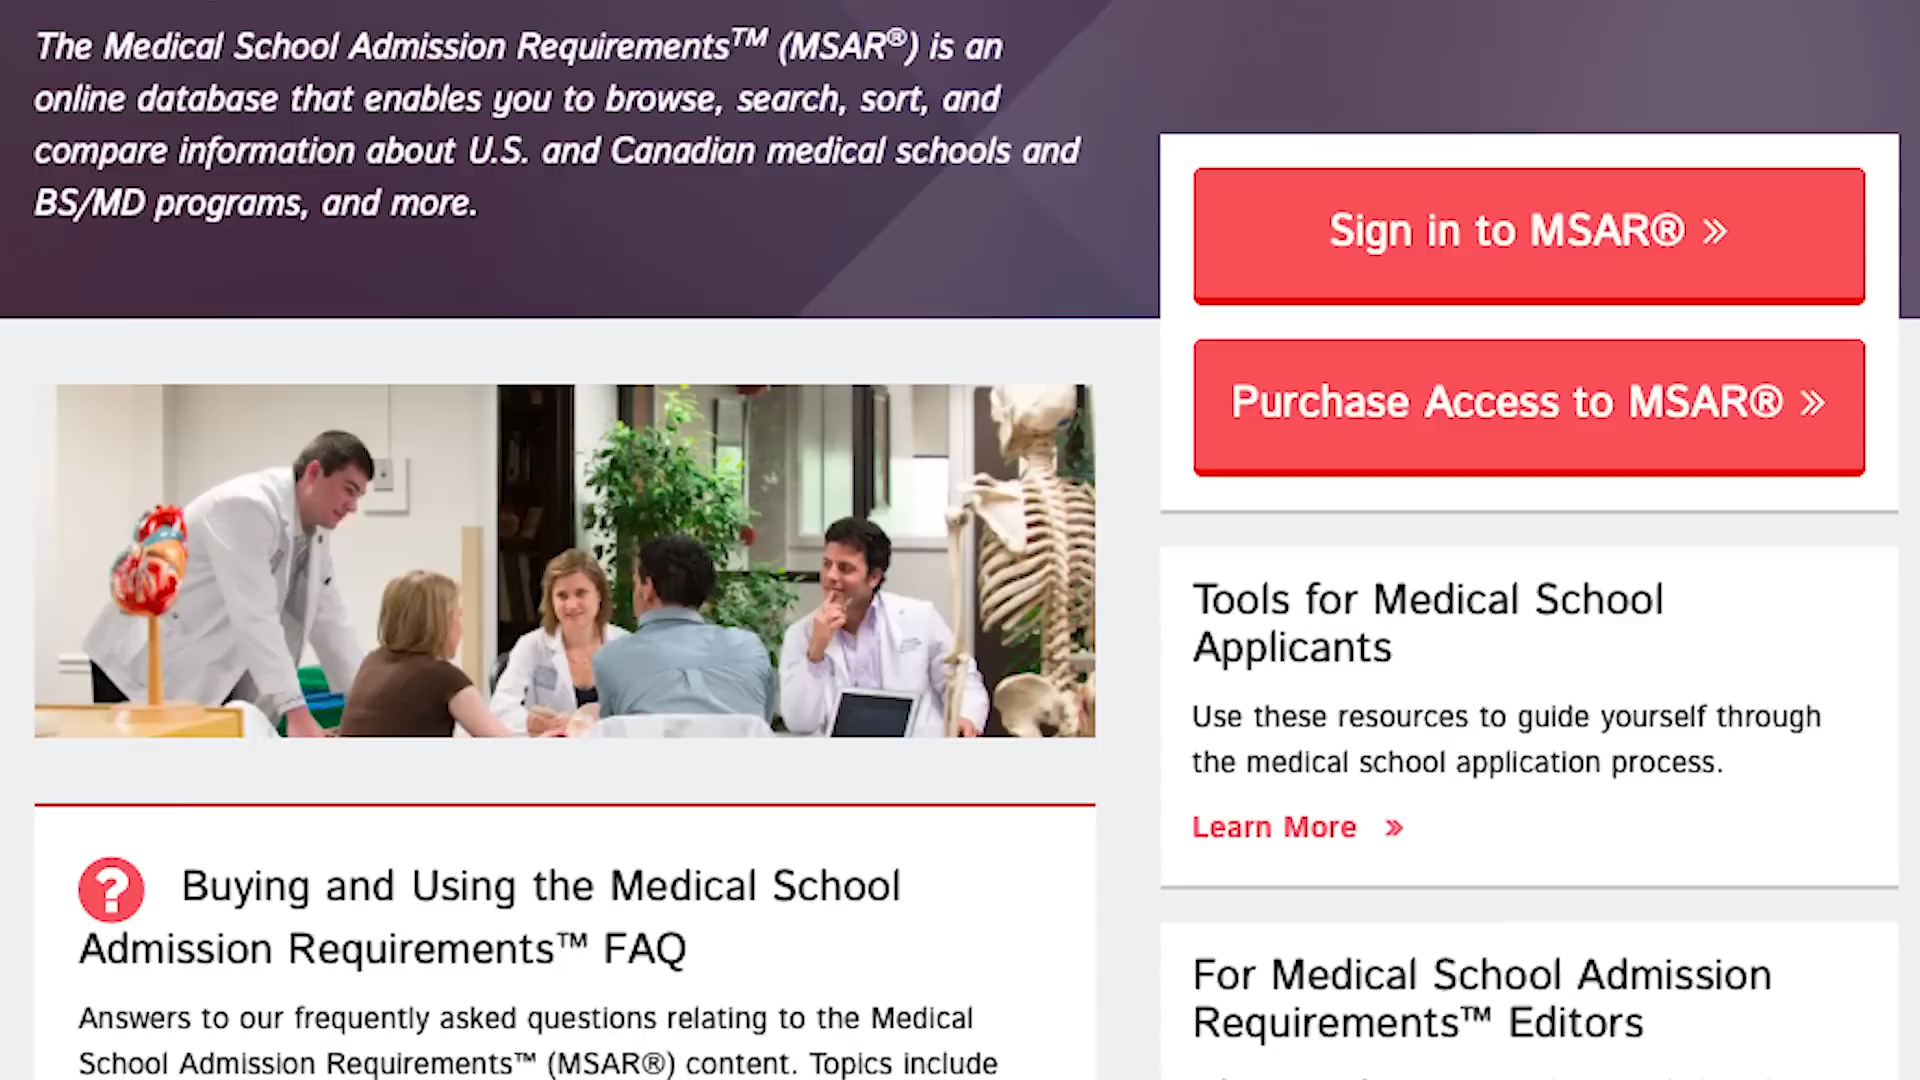 The Medical School Admission Requirements™ (MSAR®) is an
online database that enables you to browse, search, sort, and
compare information about U.S. and Canadian medical schools and
BS/MD programs, and more.
Sign in to MSAR® »
Purchase Access to MSAR® »
Tools for Medical School
Applicants
Use these resources to guide yourself through
the medical school application process.
Learn More »
? Buying and Using the Medical School
Admission Requirements™ FAQ
Answers to our frequently asked questions relating to the Medical
School Admission Requirements™ (MSAR®) content. Topics include
For Medical School Admission
Requirements™ Editors